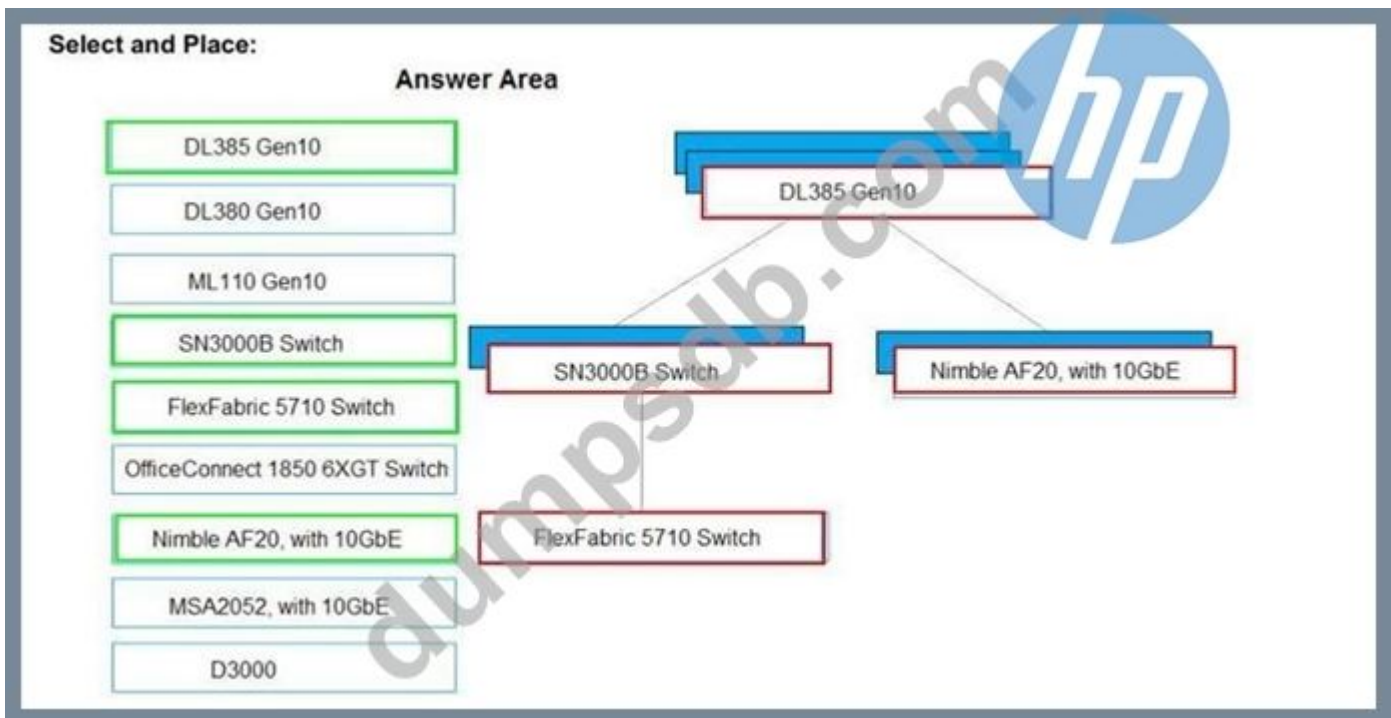 Select and Place:
Answer Area
DL385 Gen10
DL380 Gen10
ML110 Gen10
SN3000B Switch
FlexFabric 5710 Switch
OfficeConnect 1850 6XGT Switch
Nimble AF20, with 10GbE
MSA2052, with 10GbE
D3000
DL385 Gen10
SN3000B Switch
Nimble AF20, with 10GbE
FlexFabric 5710 Switch
hp
dumpsdb.com